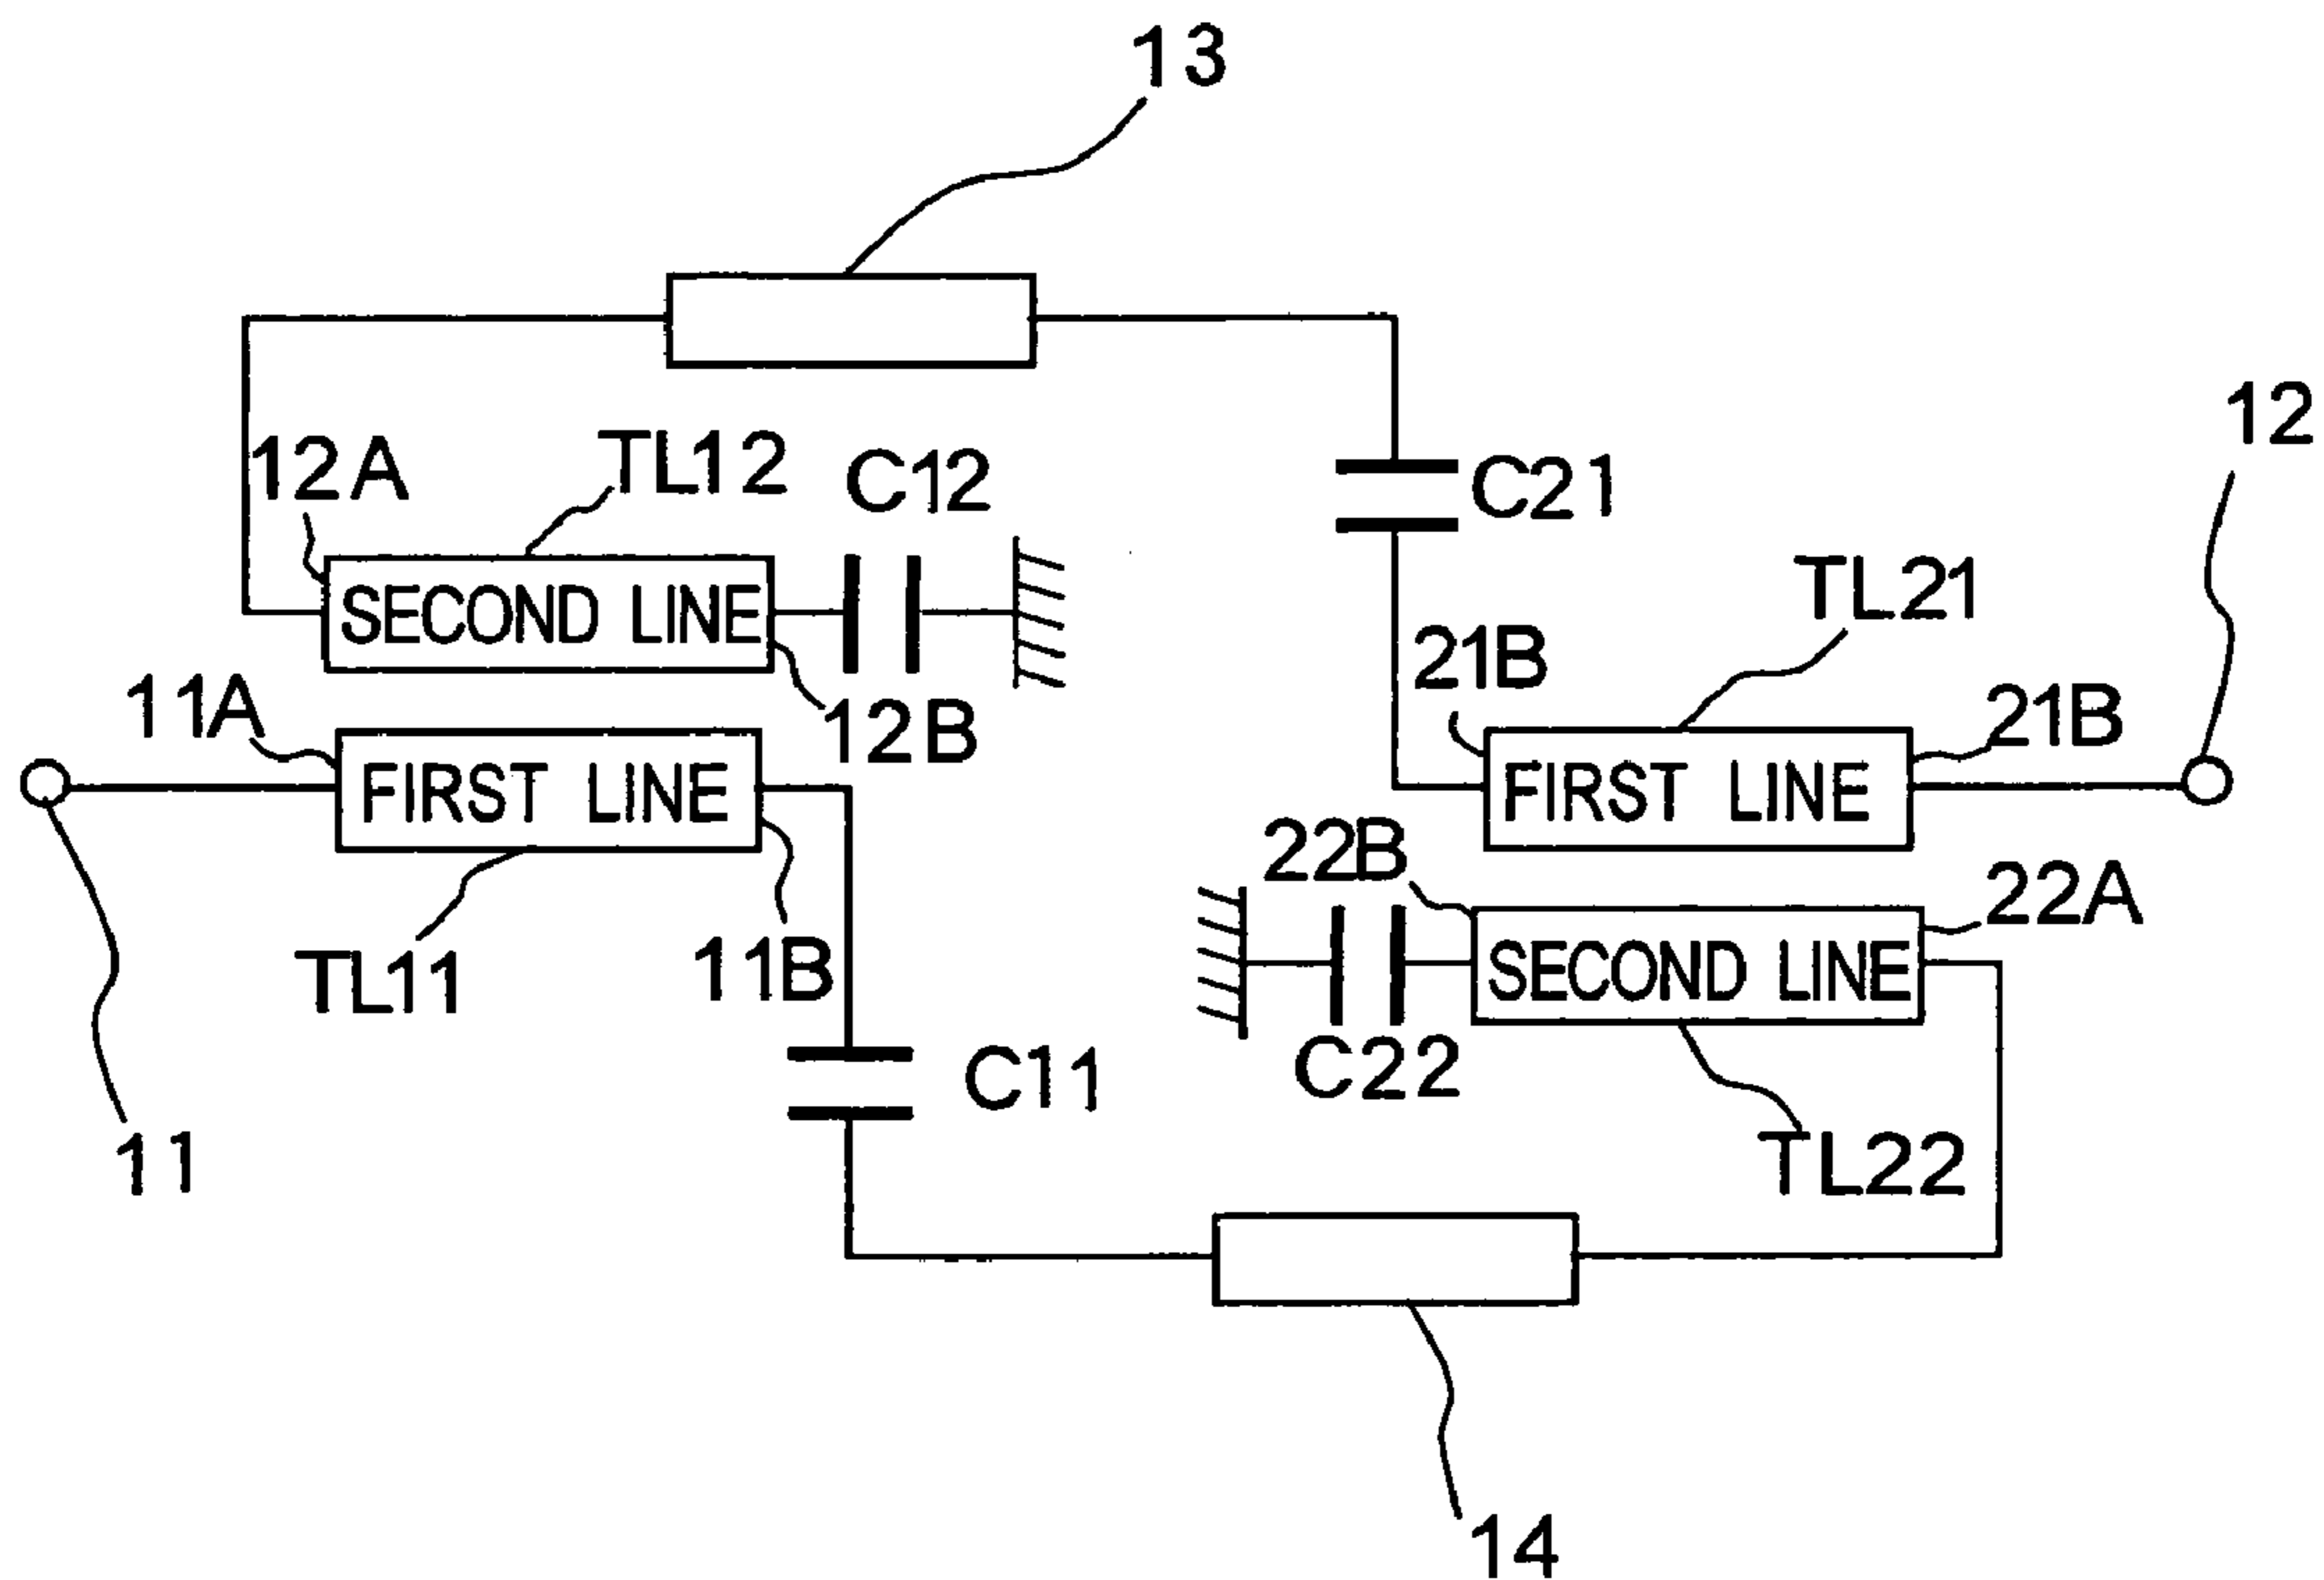 13
12
12A
TL12
C12
C21
SECOND LINE
TL21
11A
12B
21B
21B
FIRST LINE
FIRST LINE
22B
22A
TL11
11B
SECOND LINE
C11
C22
11
TL22
14